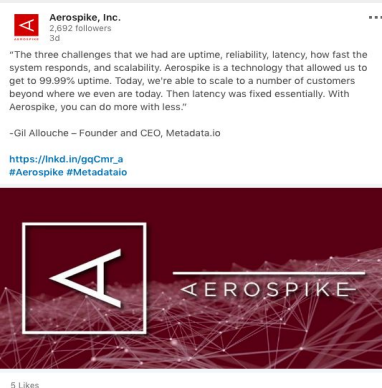 Aerospike, Inc.
2,692 followers
3d
“The three challenges that we had are uptime, reliability, latency, how fast the
system responds, and scalability. Aerospike is a technology that allowed us to
get to 99.99% uptime. Today, we're able to scale to a number of customers
beyond where we even are today. Then latency was fixed essentially. With
Aerospike, you can do more with less.”
-Gil Allouche – Founder and CEO, Metadata.io
https://lnkd.in/gqCmr_a
#Aerospike #Metadataio
AEROSPIKE
5 Likes